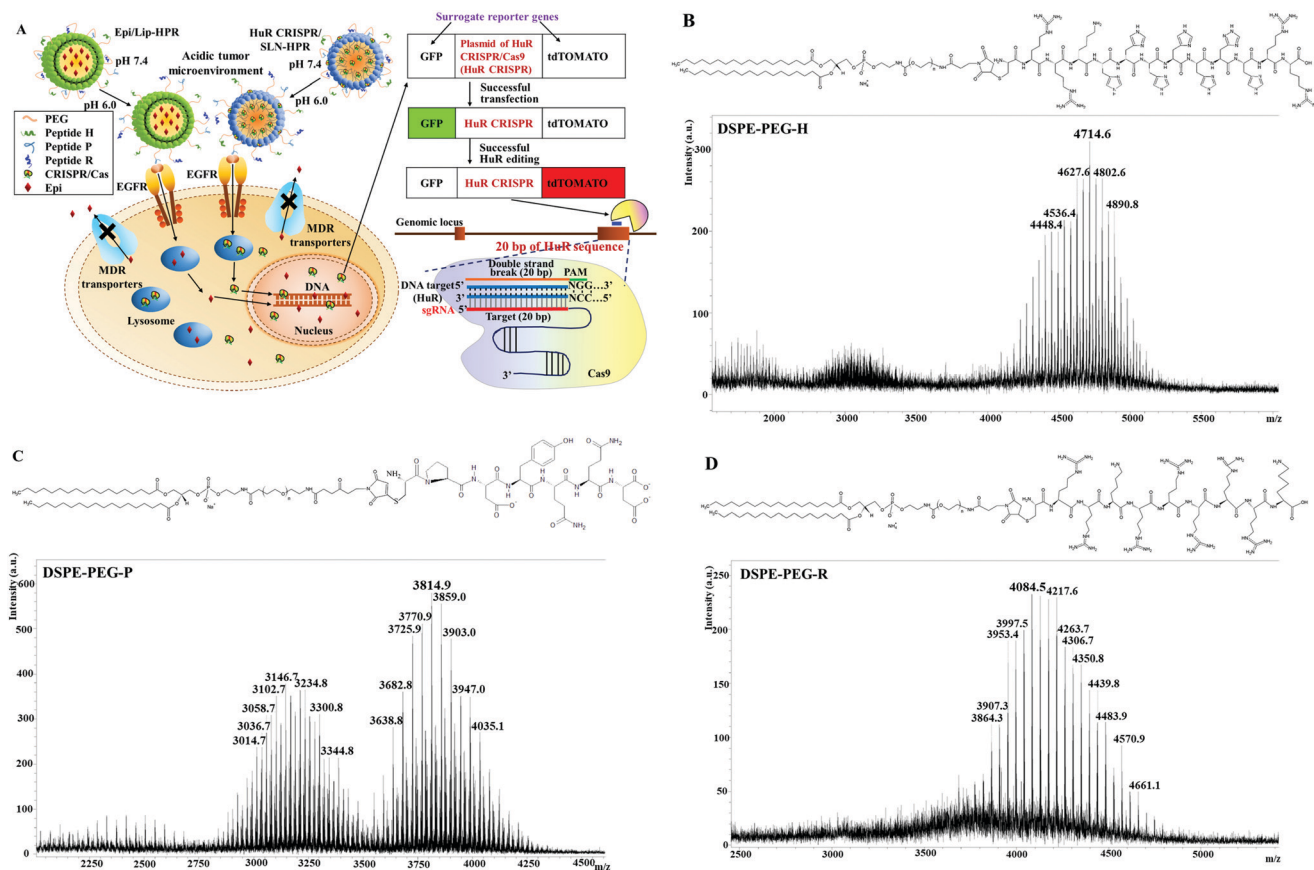 A
Epi/Lip-HPR
pH 7.4
Acidic tumor
microenvironment
HuR CRISPR/
SLN-HPR
pH 7.4
pH 6.0
pH 6.0
PEG
Peptide H
Peptide P
Peptide R
CRISPR/Cas
Epi
EGFR
EGFR
MDR
transporters
MDR
transporters
Lysosome
DNA
Nucleus
Surrogate reporter genes
GFP
Plasmid of HuR
CRISPR/Cas9
(HuR CRISPR)
tdTOMATO
Successful
transfection
GFP
HuR CRISPR
tdTOMATO
Successful
HuR editing
GFP
HuR CRISPR
tdTOMATO
Genomic locus
20 bp of HuR sequence
Double strand
break (20 bp)
PAM
DNA target 5’
NGG...3’
(HuR)
3’
NCC...5’
sgRNA
5’
Target (20 bp)
3’
Cas9
B
DSPE-PEG-H
Intensity (a.u.)
300
200
100
0
4714.6
4627.6
4802.6
4536.4
4890.8
4448.4
2000
3000
4000
4500
5000
5500
m/z
C
DSPE-PEG-P
Intensity (a.u.)
600
500
400
300
200
100
0
3814.9
3859.0
3770.9
3725.9
3903.0
3682.8
3947.0
3638.8
4035.1
3146.7
3234.8
3102.7
3058.7
3300.8
3036.7
3014.7
3344.8
2250
2500
2750
3000
3250
3500
3750
4000
4250
4500
m/z
D
DSPE-PEG-R
Intensity (a.u.)
250
200
150
100
50
0
4084.5
4217.6
3997.5
3953.4
4263.7
4306.7
4350.8
3907.3
3864.3
4439.8
4483.9
4570.9
4661.1
2500
3000
3500
4000
4500
5000
m/z